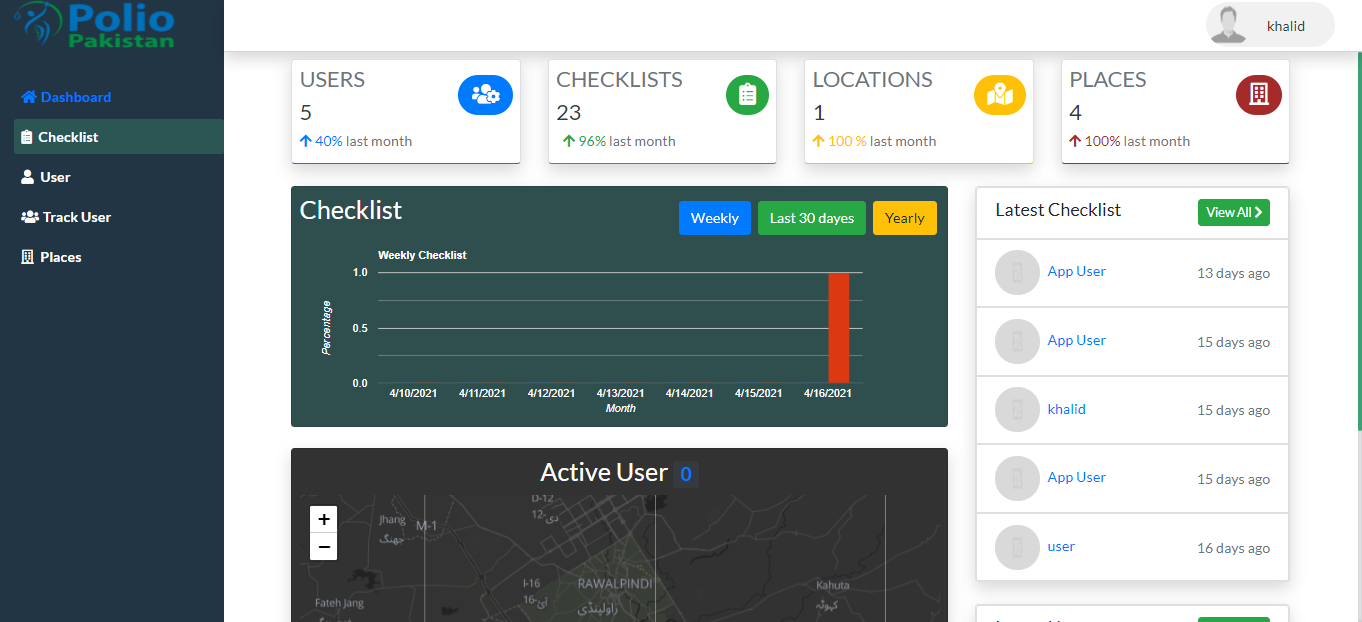 Polio
Pakistan
khalid
Dashboard
Checklist
User
Track User
Places
USERS
5
40% last month
CHECKLISTS
23
96% last month
LOCATIONS
1
100 % last month
PLACES
4
100% last month
Checklist
Weekly
Last 30 dayes
Yearly
Weekly Checklist
1.0
0.5
0.0
Percentage
4/10/2021 4/11/2021 4/12/2021 4/13/2021 4/14/2021 4/15/2021 4/16/2021
Month
Latest Checklist
View All
App User 13 days ago
App User 15 days ago
khalid 15 days ago
App User 15 days ago
user 16 days ago
Active User 0
+
−
D-12
ڈی-12
Jhang
جھنگ
M-1
I-16
آئی-16
RAWALPINDI
راولپنڈی
Kahuta
کہوٹہ
Fateh Jang